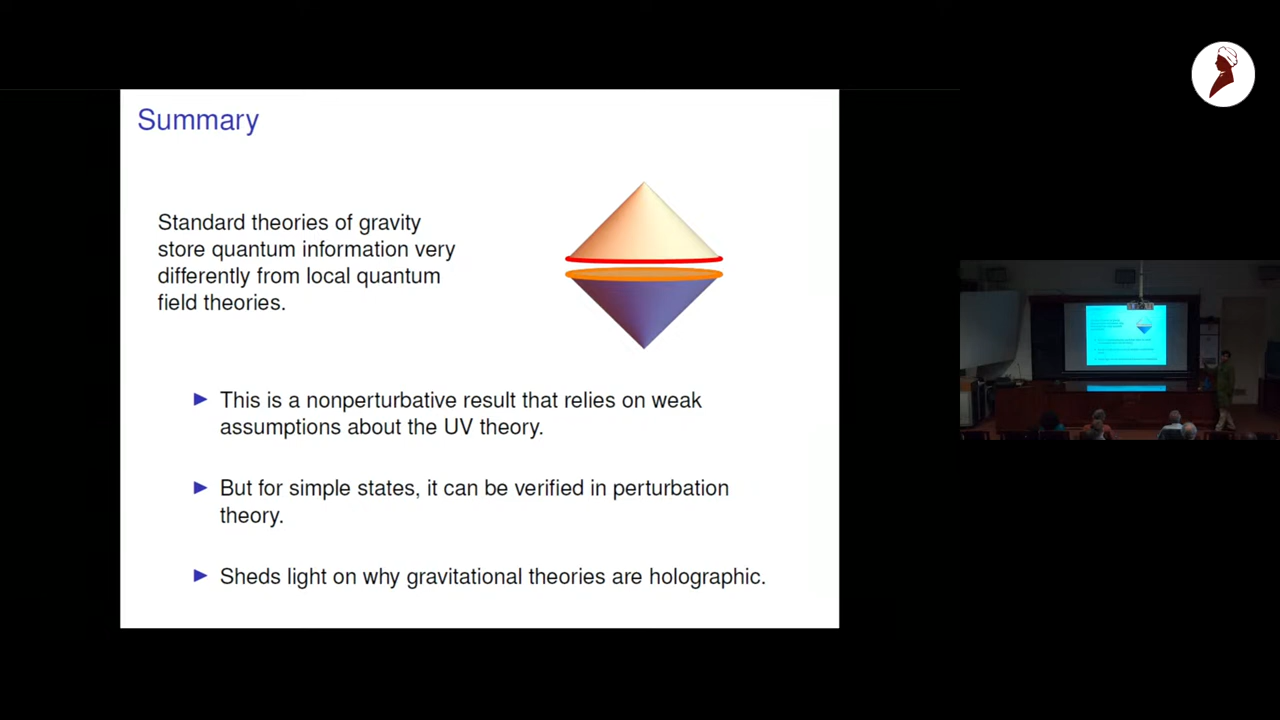 Summary
Standard theories of gravity
store quantum information very
differently from local quantum
field theories.
This is a nonperturbative result that relies on weak
assumptions about the UV theory.
But for simple states, it can be verified in perturbation
theory.
Sheds light on why gravitational theories are holographic.